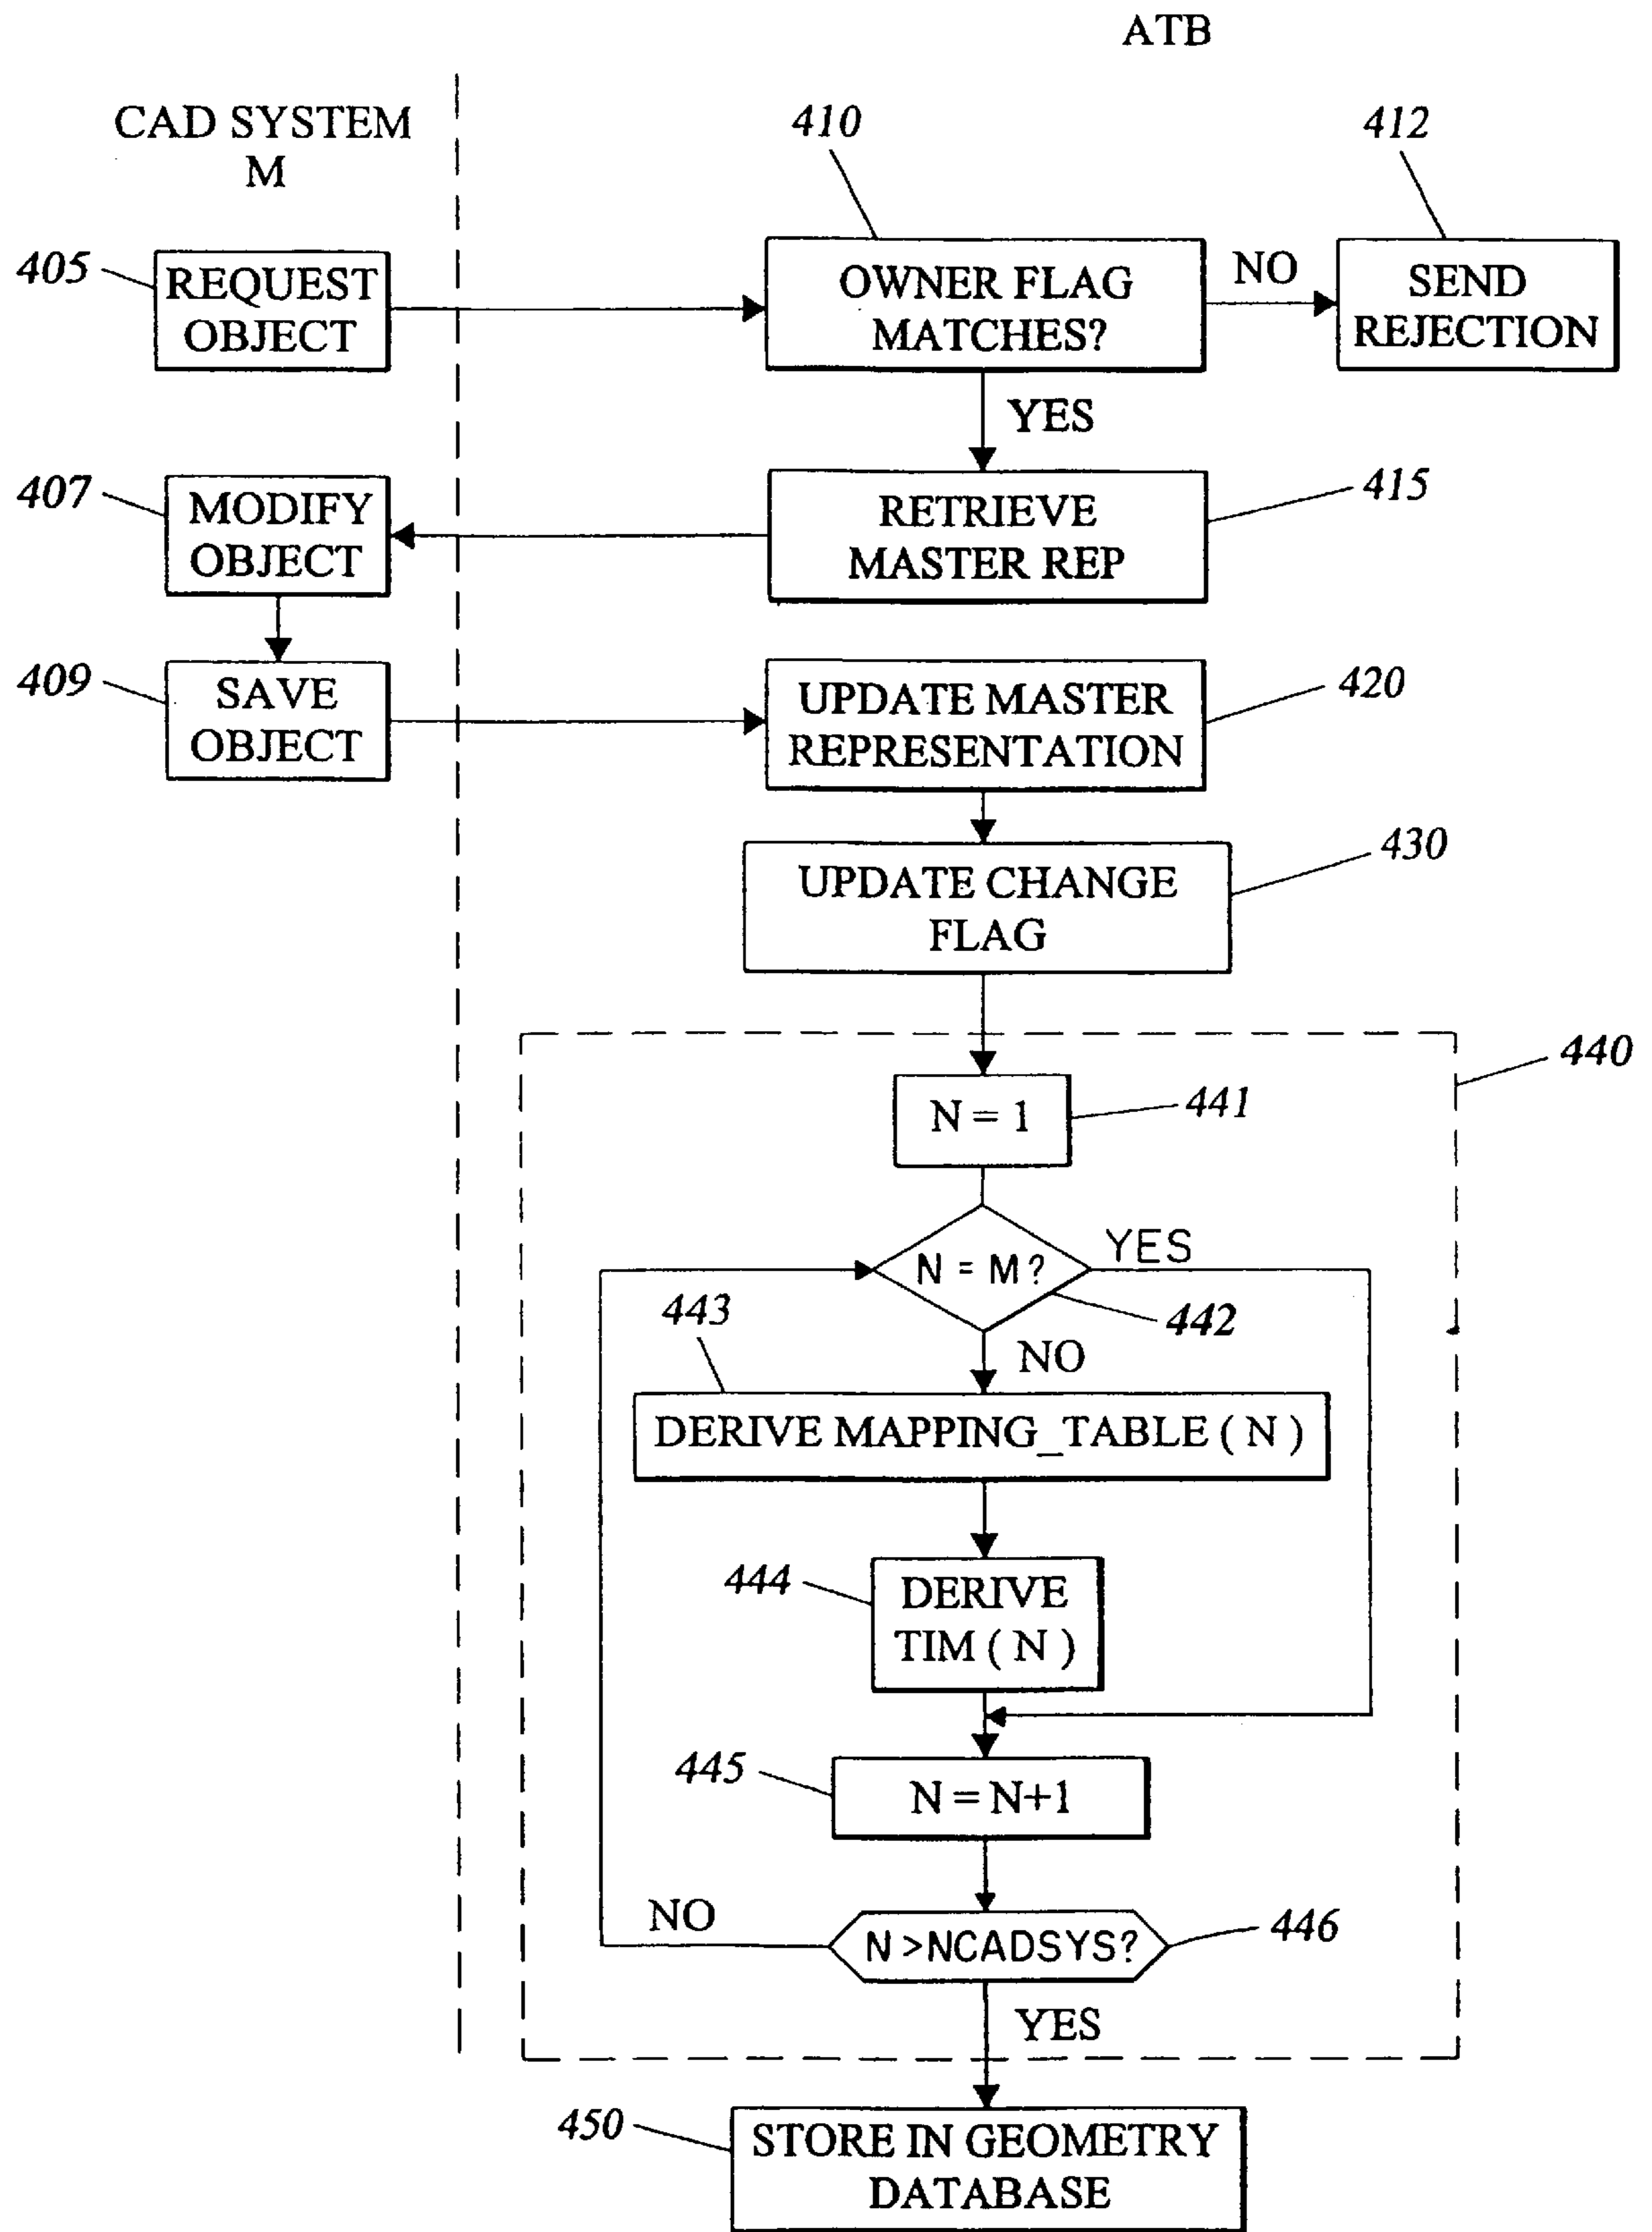 ATB
CAD SYSTEM
M
410
412
405
REQUEST
OBJECT
OWNER FLAG
MATCHES?
NO
SEND
REJECTION
YES
407
MODIFY
OBJECT
RETRIEVE
MASTER REP
415
409
SAVE
OBJECT
UPDATE MASTER
REPRESENTATION
420
UPDATE CHANGE
FLAG
430
440
N = 1
441
N = M?
YES
442
443
NO
DERIVE MAPPING_TABLE ( N )
444
DERIVE
TIM ( N )
445
N = N+1
NO
N >NCADSYS?
446
YES
450
STORE IN GEOMETRY
DATABASE